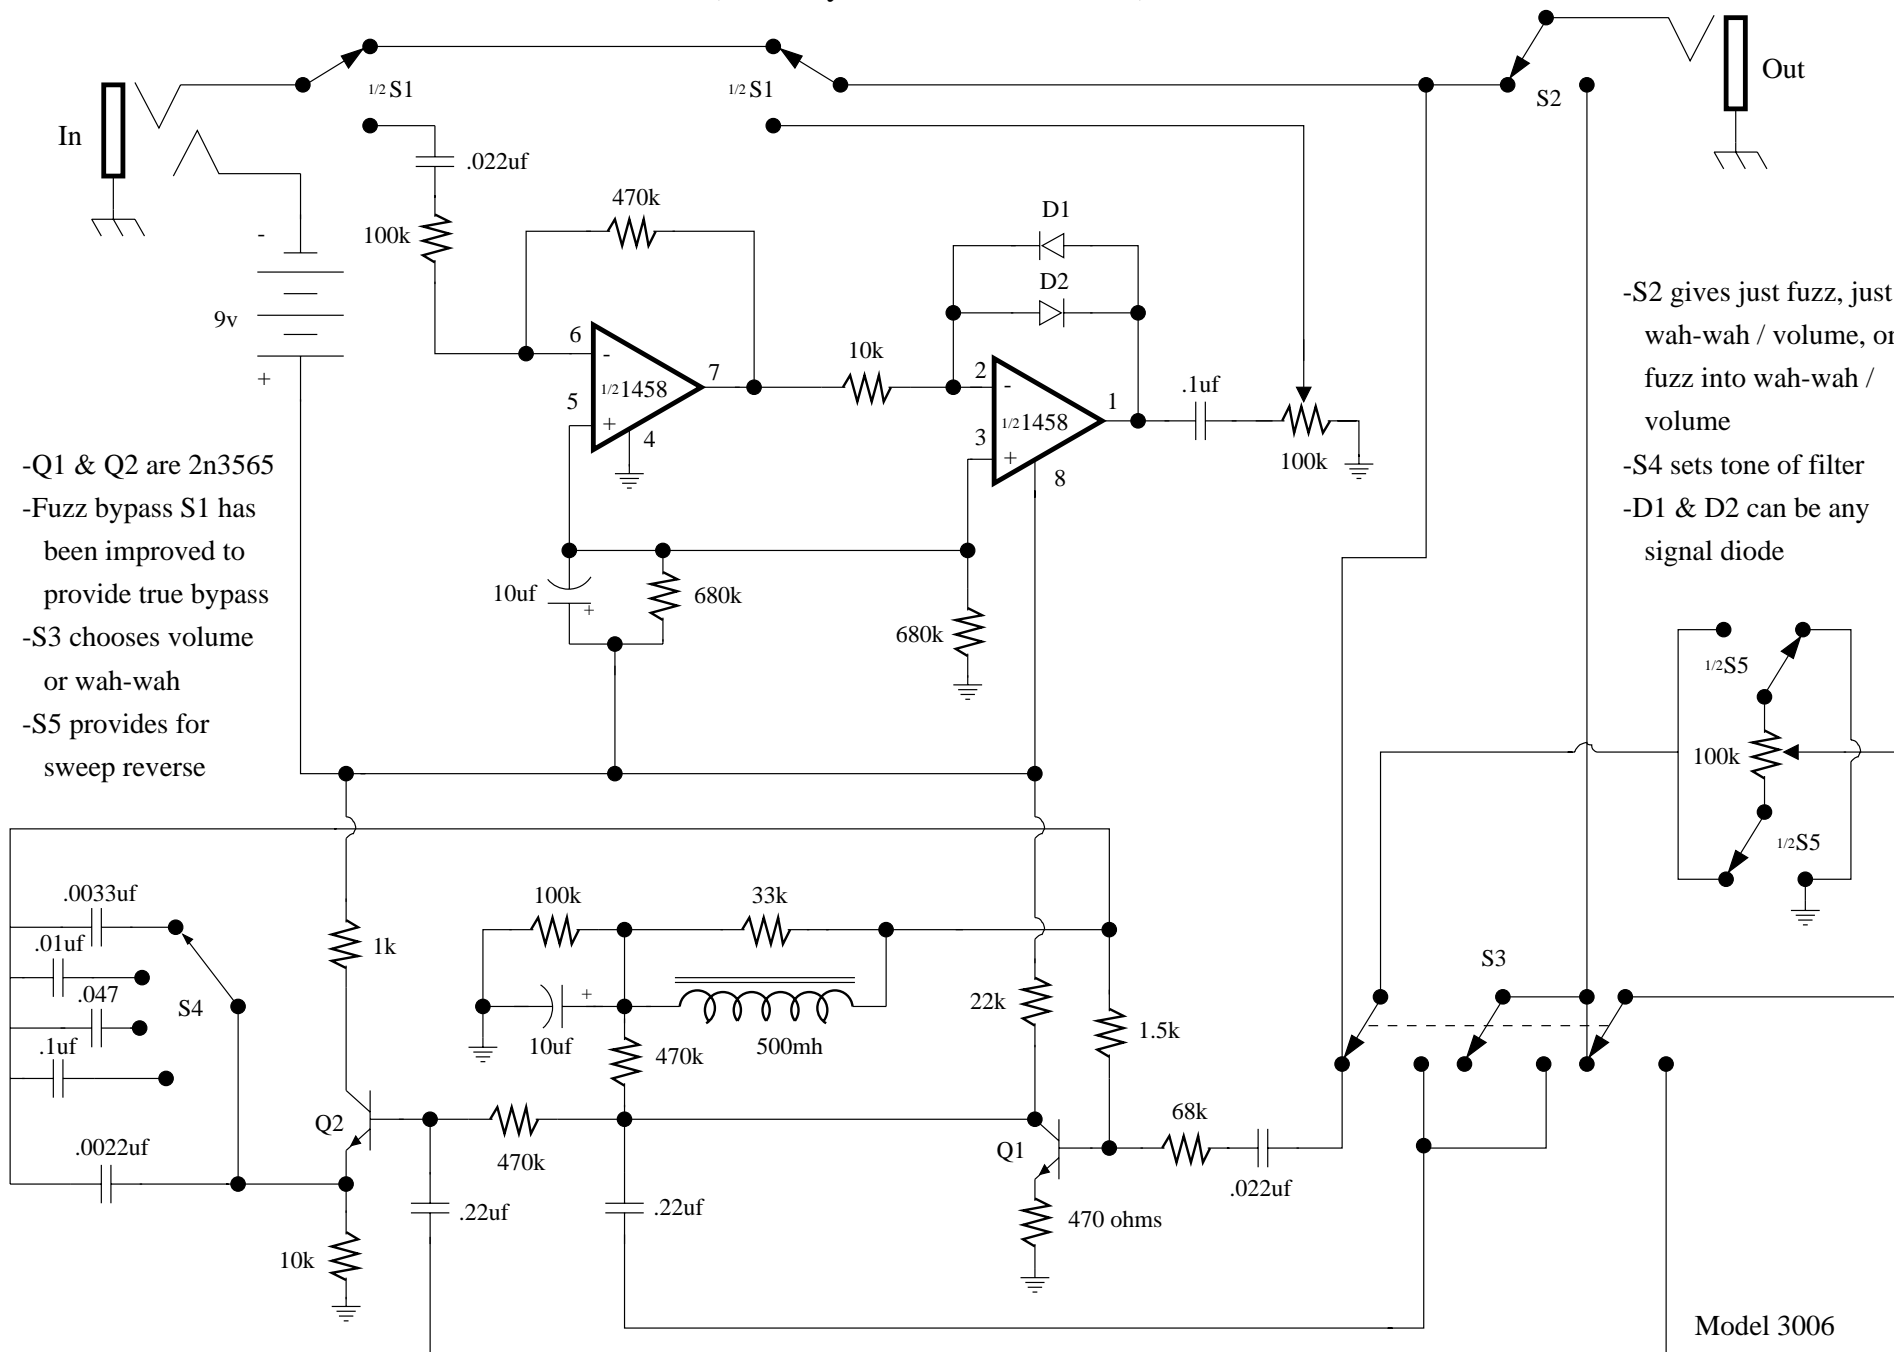 In
1/2 S1
1/2 S1
S2
Out
.022uf
100k
470k
D1
D2
-
9v
+
6
-
1/2 1458
5
+
4
7
10k
2
-
1/2 1458
3
+
1
8
.1uf
100k
-S2 gives just fuzz, just
wah-wah / volume, or
fuzz into wah-wah /
volume
-S4 sets tone of filter
-D1 & D2 can be any
signal diode
-Q1 & Q2 are 2n3565
-Fuzz bypass S1 has
been improved to
provide true bypass
-S3 chooses volume
or wah-wah
-S5 provides for
sweep reverse
10uf
+
680k
680k
1/2S5
100k
1/2S5
.0033uf
.01uf
.047
.1uf
S4
.0022uf
1k
100k
33k
+
10uf
500mh
470k
22k
1.5k
S3
Q2
470k
.22uf
.22uf
10k
Q1
68k
.022uf
470 ohms
Model 3006